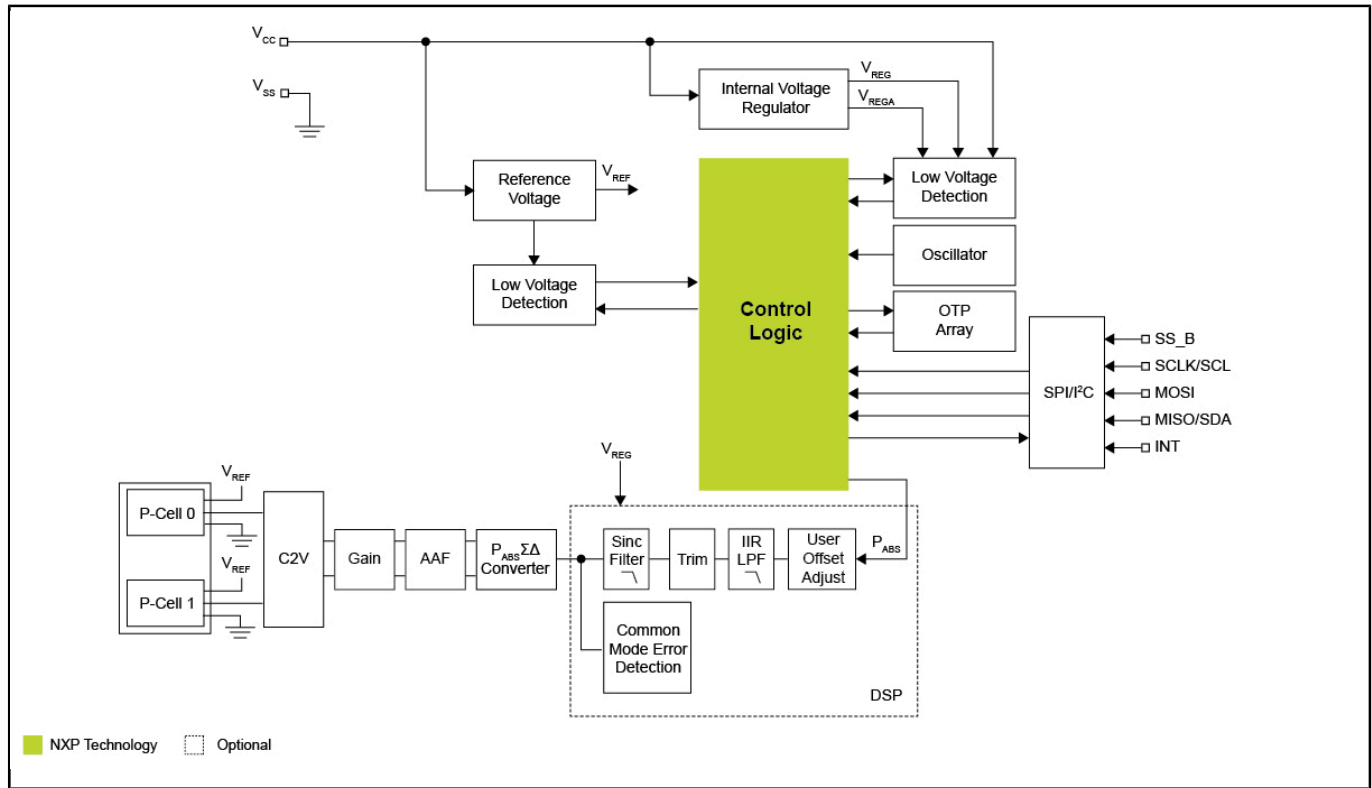 VCC
VSS
Internal Voltage
Regulator
VREG
VREGA
Reference
Voltage
VREF
Low Voltage
Detection
Low Voltage
Detection
Oscillator
OTP
Array
Control
Logic
SPI/I²C
SS_B
SCLK/SCL
MOSI
MISO/SDA
INT
VREG
VREF
P-Cell 0
VREF
P-Cell 1
C2V
Gain
AAF
PABSΣΔ
Converter
Sinc
Filter
Trim
IIR
LPF
User
Offset
Adjust
PABS
Common
Mode Error
Detection
DSP
NXP Technology
Optional